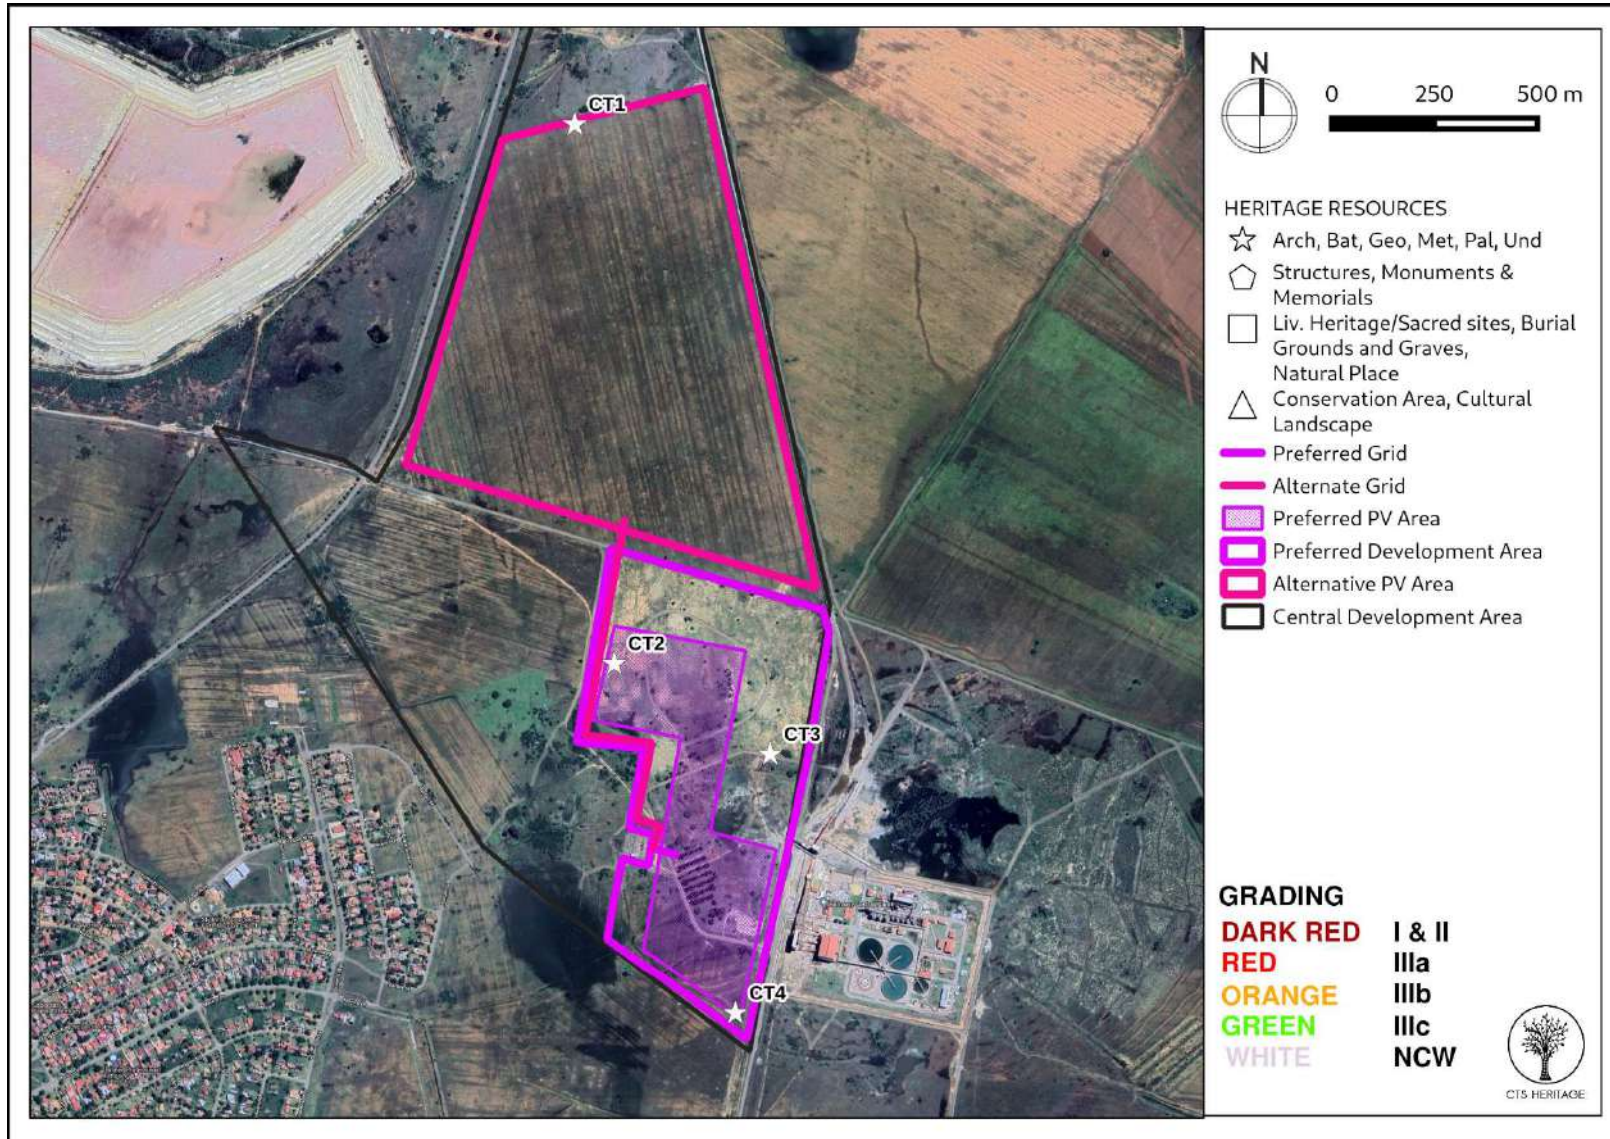 CT1
CT2
CT3
CT4
N
0 250 500 m
HERITAGE RESOURCES
Arch, Bat, Geo, Met, Pal, Und
Structures, Monuments &
Memorials
Liv. Heritage/Sacred sites, Burial
Grounds and Graves,
Natural Place
Conservation Area, Cultural
Landscape
Preferred Grid
Alternate Grid
Preferred PV Area
Preferred Development Area
Alternative PV Area
Central Development Area
GRADING
DARK RED I & II
RED IIIa
ORANGE IIIb
GREEN IIIc
WHITE NCW
CTS HERITAGE